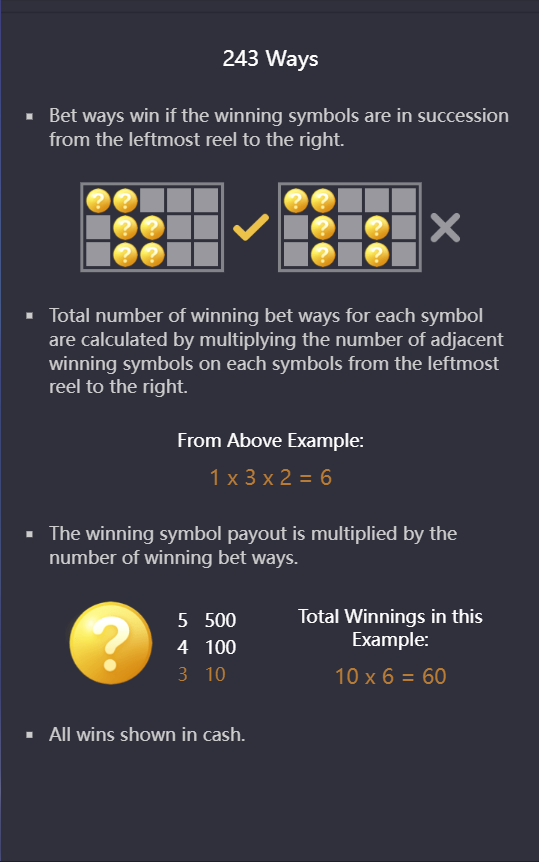 243 Ways
▪ Bet ways win if the winning symbols are in succession
from the leftmost reel to the right.
? ? ? ? ? ?
? ? ? ? ? ?
▪ Total number of winning bet ways for each symbol
are calculated by multiplying the number of adjacent
winning symbols on each symbols from the leftmost
reel to the right.
From Above Example:
1 x 3 x 2 = 6
▪ The winning symbol payout is multiplied by the
number of winning bet ways.
?
5 500
4 100
3 10
Total Winnings in this
Example:
10 x 6 = 60
▪ All wins shown in cash.